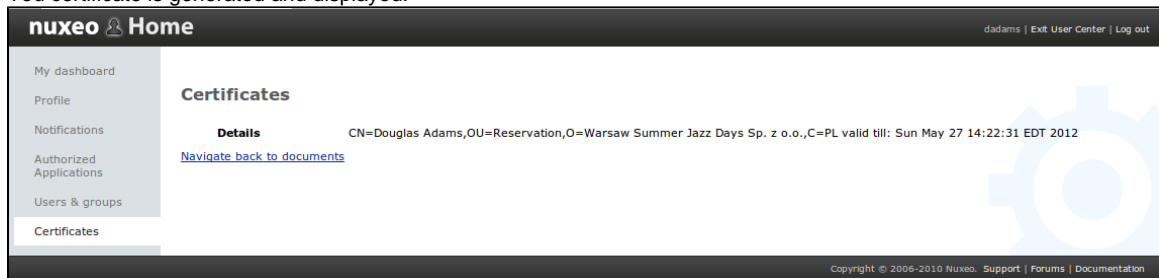 You certificate is generated and displayed.
nuxeo Home
dadams | Exit User Center | Log out
My dashboard
Profile
Notifications
Authorized
Applications
Users & groups
Certificates
Certificates
Details CN=Douglas Adams,OU=Reservation,O=Warsaw Summer Jazz Days Sp. z o.o.,C=PL valid till: Sun May 27 14:22:31 EDT 2012
Navigate back to documents
Copyright © 2006-2010 Nuxeo. Support | Forums | Documentation